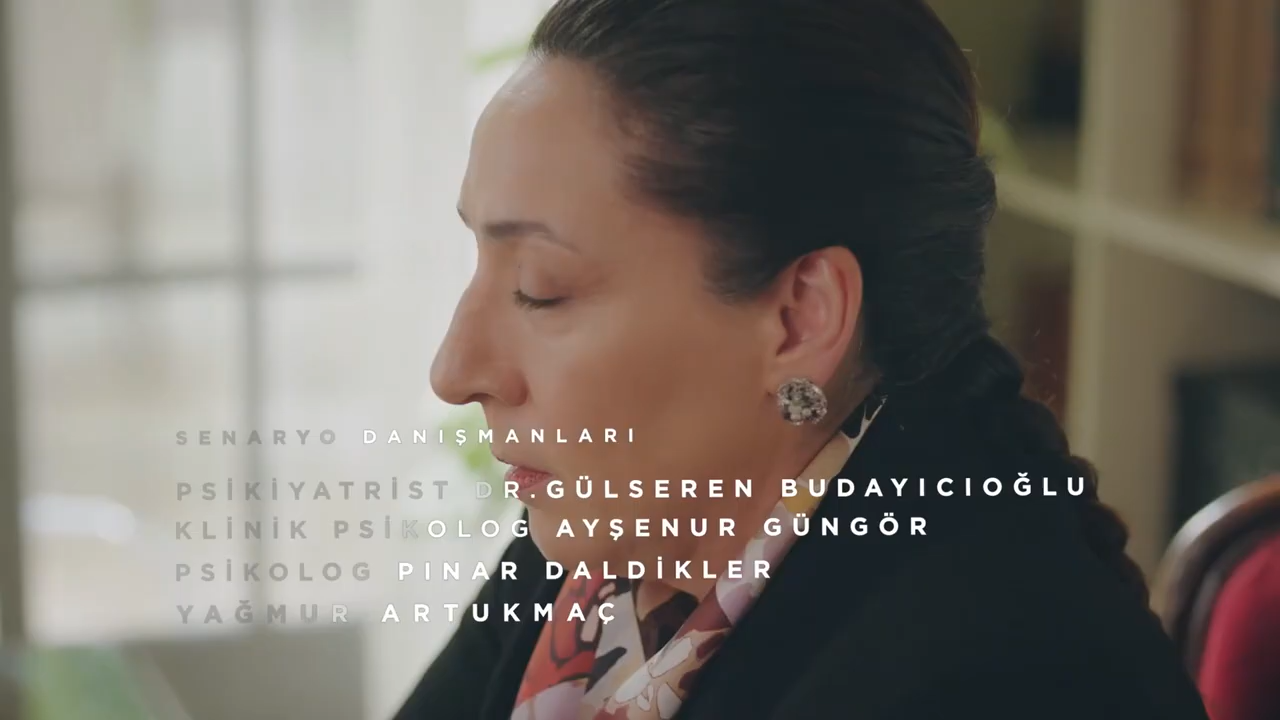 SENARYO DANIŞMANLARI
PSİKİYATRİST DR.GÜLSEREN BUDAYICIOĞLU
KLİNİK PSİKOLOG AYŞENUR GÜNGÖR
PSİKOLOG PINAR DALDİKLER
YAĞMUR ARTUKMAÇ